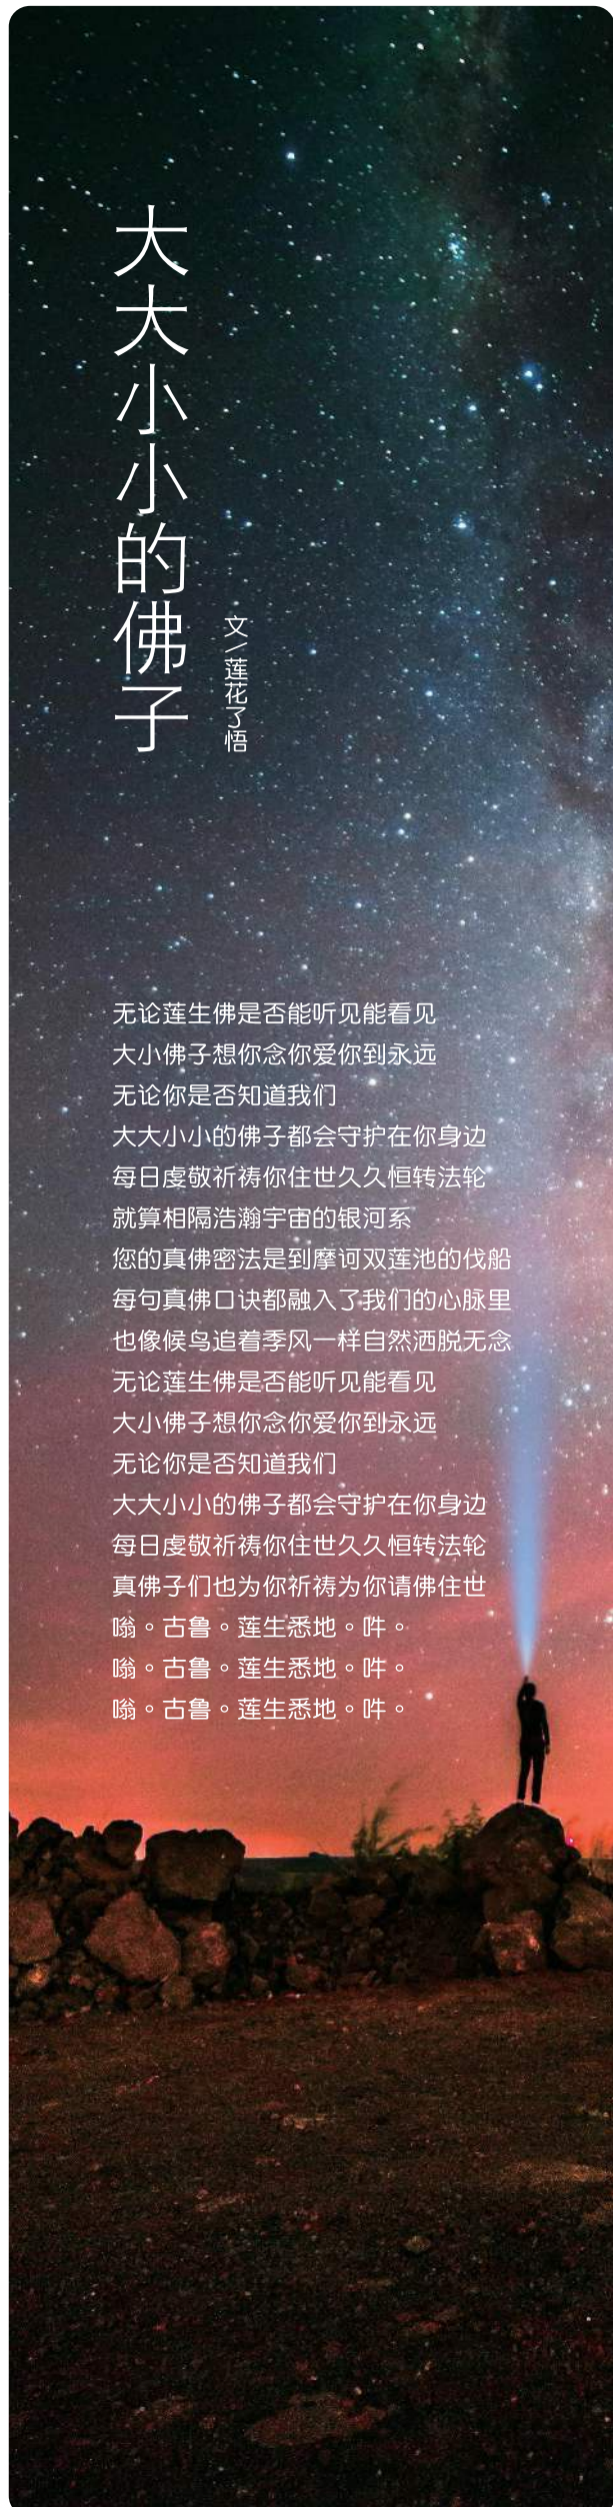 大大小小的佛子
文/莲花了悟
无论莲生佛是否能听见能看见
大小佛子想你念你爱你到永远
无论你是否知道我们
大大小小的佛子都会守护在你身边
每日虔敬祈祷你住世久久恒转法轮
就算相隔浩瀚宇宙的银河系
您的真佛密法是到摩诃双莲池的伐船
每句真佛口诀都融入了我们的心脉里
也像候鸟追着季风一样自然洒脱无念
无论莲生佛是否能听见能看见
大小佛子想你念你爱你到永远
无论你是否知道我们
大大小小的佛子都会守护在你身边
每日虔敬祈祷你住世久久恒转法轮
真佛子们也为你祈祷为你请佛住世
嗡。古鲁。莲生悉地。吽。
嗡。古鲁。莲生悉地。吽。
嗡。古鲁。莲生悉地。吽。